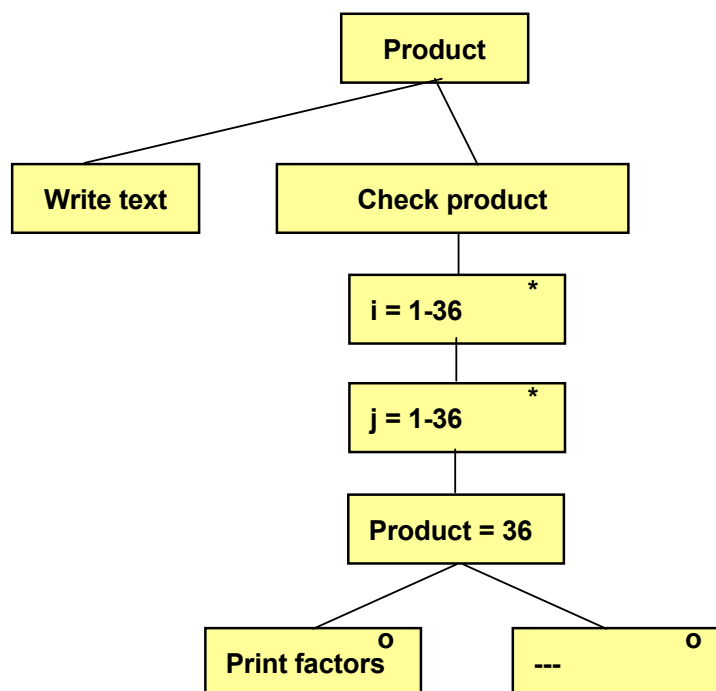 Product
Write text
Check product
i = 1-36 *
j = 1-36 *
Product = 36
Print factors o
--- o